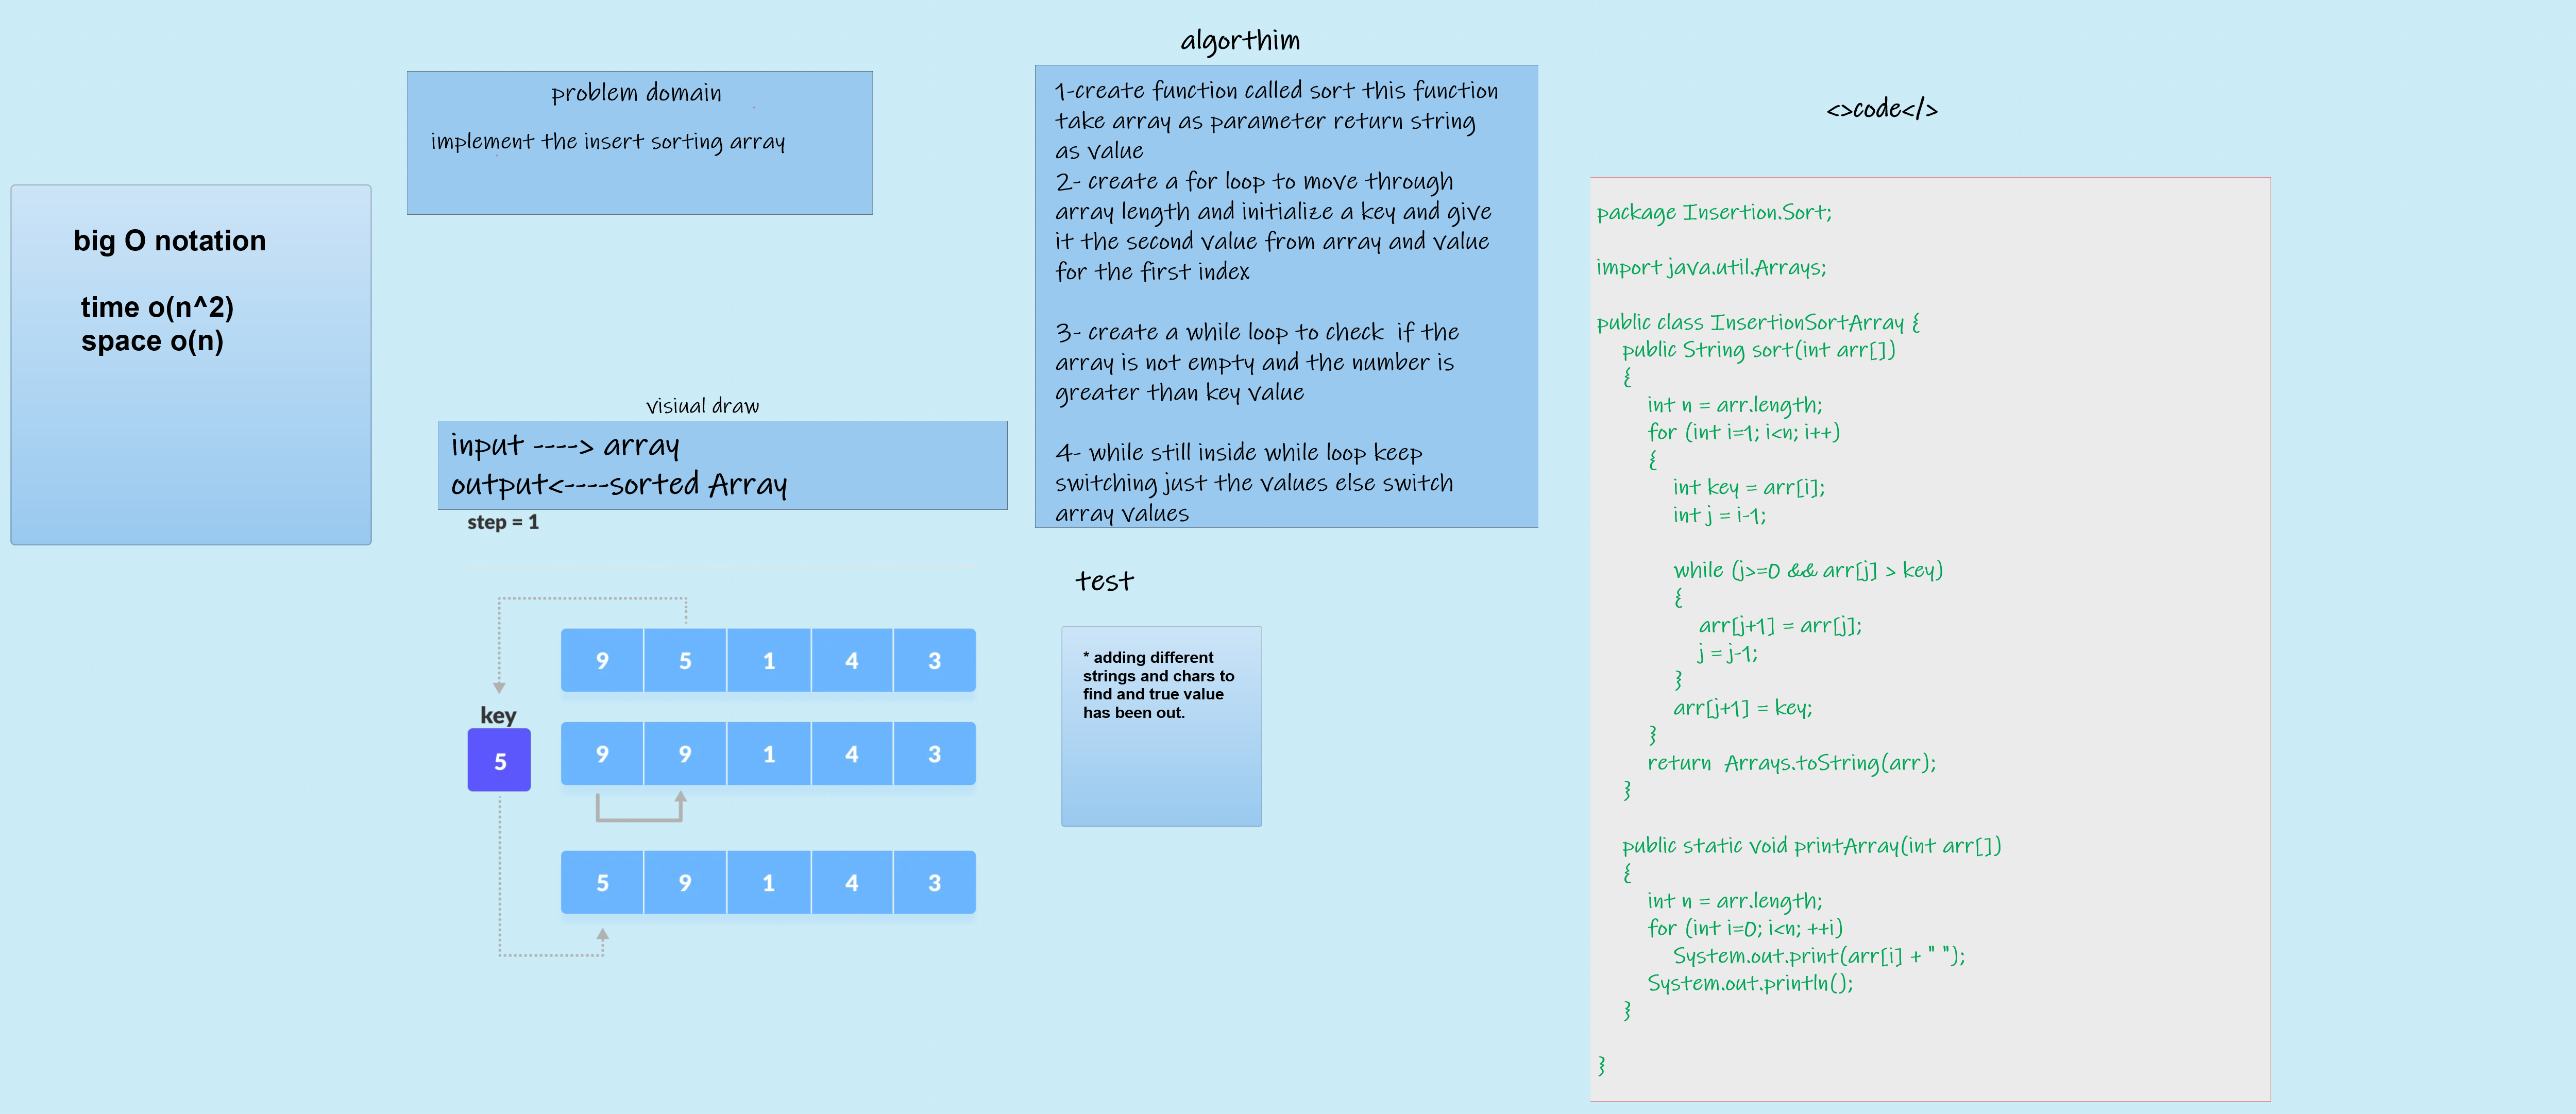 big O notation
time o(n^2)
space o(n)
problem domain
implement the insert sorting array
visiual draw
input ----> array
output<----sorted Array
step = 1
9 5 1 4 3
key
5
9 9 1 4 3
5 9 1 4 3
algorthim
1-create function called sort this function
take array as parameter return string
as value
2- create a for loop to move through
array length and initialize a key and give
it the second value from array and value
for the first index
3- create a while loop to check  if the
array is not empty and the number is
greater than key value
4- while still inside while loop keep
switching just the values else switch
array values
test
* adding different
strings and chars to
find and true value
has been out.
<>code</>
package Insertion.Sort;
import java.util.Arrays;
public class InsertionSortArray {
public String sort(int arr[])
{
int n = arr.length;
for (int i=1; i<n; i++)
{
int key = arr[i];
int j = i-1;
while (j>=0 && arr[j] > key)
{
arr[j+1] = arr[j];
j = j-1;
}
arr[j+1] = key;
}
return  Arrays.toString(arr);
}
public static void printArray(int arr[])
{
int n = arr.length;
for (int i=0; i<n; ++i)
System.out.print(arr[i] + " ");
System.out.println();
}
}